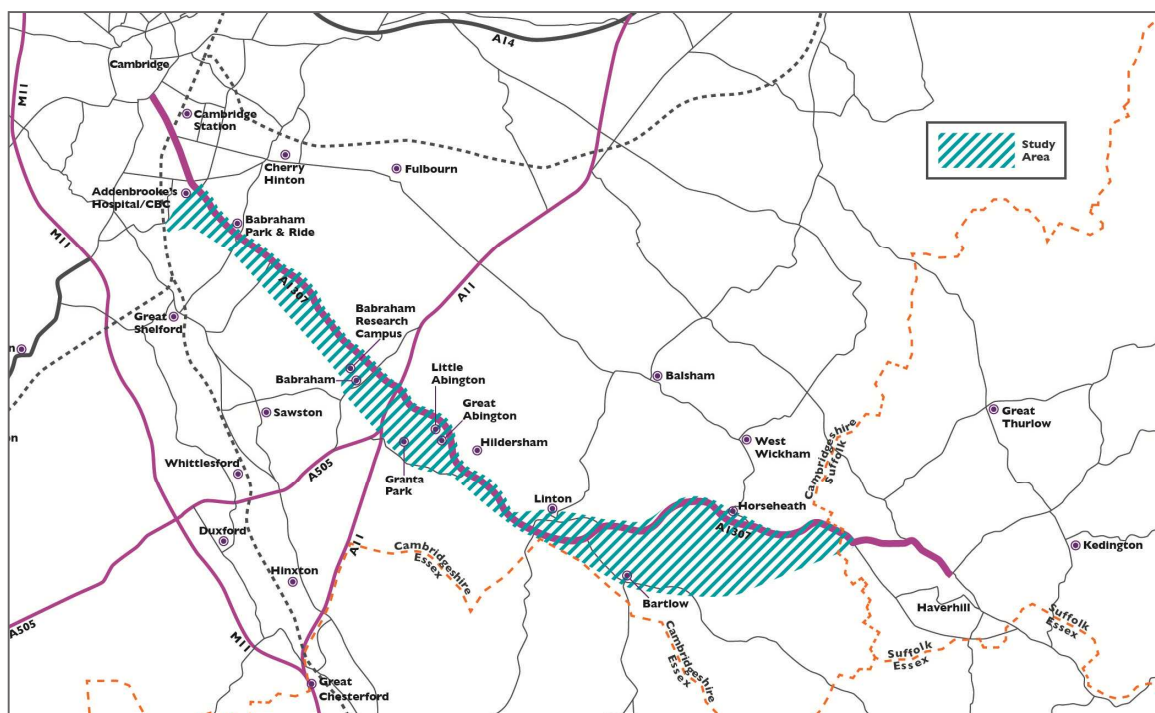 A14
M11
Cambridge
Cambridge
Station
Study
Area
Cherry
Hinton
Fulbourn
Addenbrooke's
Hospital/CBC
Babraham
Park & Ride
M11
A1307
A11
Great
Shelford
Babraham
Research
Campus
n
Babraham
Little
Abington
Balsham
Great
Abington
Sawston
Great
Thurlow
on
Hildersham
West
Wickham
Cambridgeshire
Suffolk
Whittlesford
A505
Granta
Park
Linton
Horseheath
A1307
Duxford
A11
Cambridgeshire
Essex
Kedington
Hinxton
Bartlow
Haverhill
A505
M11
Cambridgeshire
Essex
Suffolk
Essex
Suffolk
Essex
Great
Chesterford